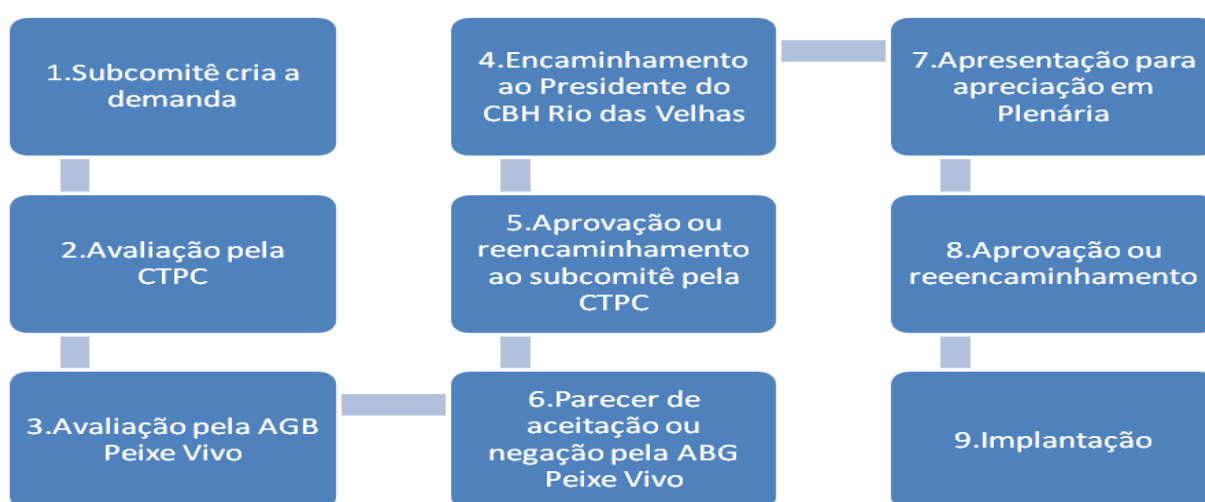 1.Subcomitê cria a
demanda
2.Avaliação pela
CTPC
3.Avaliação pela AGB
Peixe Vivo
4.Encaminhamento
ao Presidente do
CBH Rio das Velhas
5.Aprovação ou
reencaminhamento
ao subcomitê pela
CTPC
6.Parecer de
aceitação ou
negação pela ABG
Peixe Vivo
7.Apresentação para
apreciação em
Plenária
8.Aprovação ou
reeencaminhamento
9.Implantação